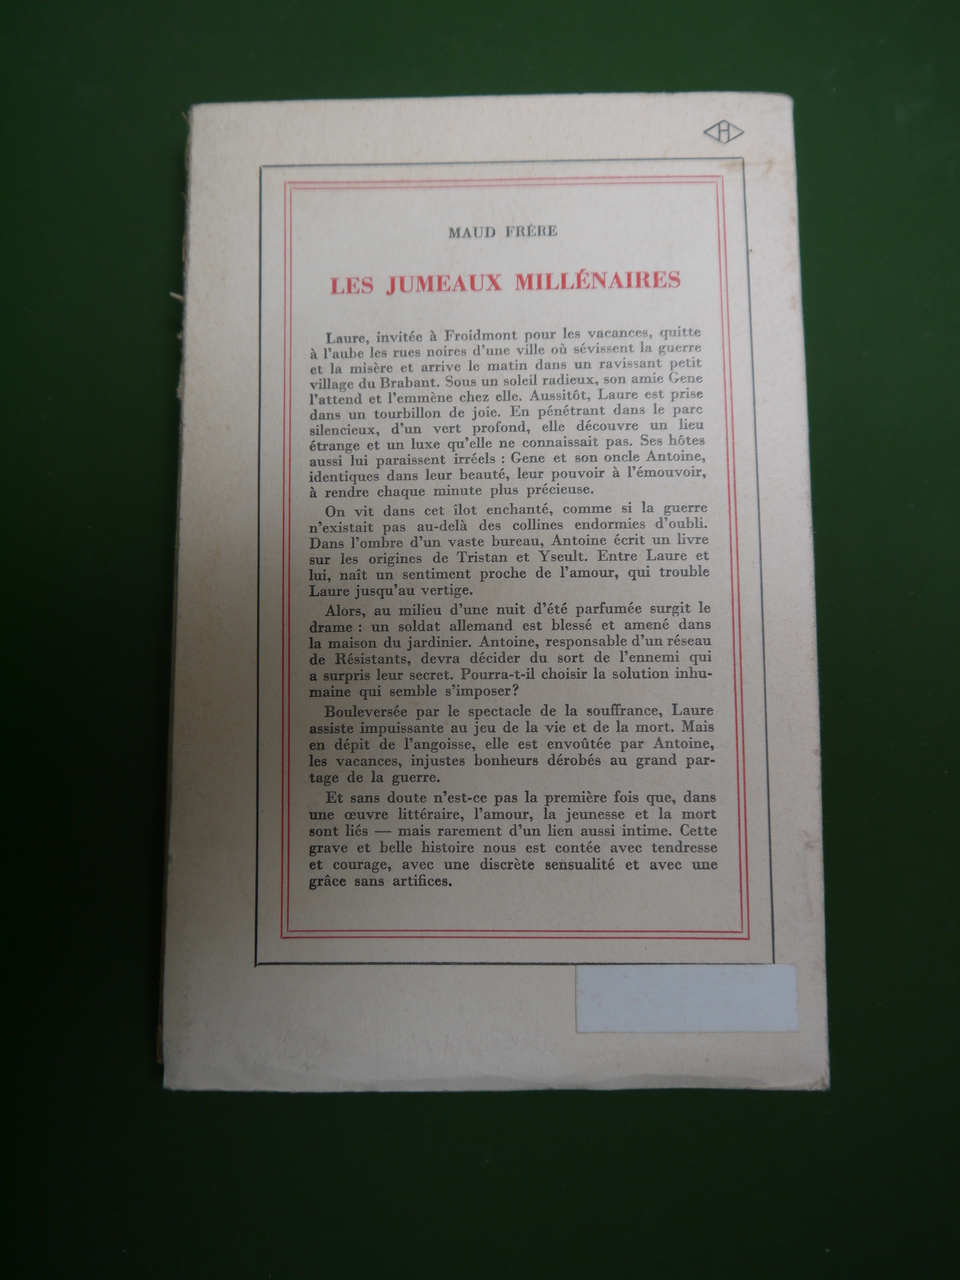 MAUD FRÈRE
LES JUMEAUX MILLÉNAIRES
Laure, invitée à Froidmont pour les vacances, quitte
à l'aube les rues noires d'une ville où sévissent la guerre
et la misère et arrive le matin dans un ravissant petit
village du Brabant. Sous un soleil radieux, son amie Gene
l'attend et l'emmène chez elle. Aussitôt, Laure est prise
dans un tourbillon de joie. En pénétrant dans le parc
silencieux, d'un vert profond, elle découvre un lieu
étrange et un luxe qu'elle ne connaissait pas. Ses hôtes
aussi lui paraissent irréels : Gene et son oncle Antoine,
identiques dans leur beauté, leur pouvoir à l'émouvoir,
à rendre chaque minute plus précieuse.
On vit dans cet îlot enchanté, comme si la guerre
n'existait pas au-delà des collines endormies d'oubli.
Dans l'ombre d'un vaste bureau, Antoine écrit un livre
sur les origines de Tristan et Yseult. Entre Laure et
lui, naît un sentiment proche de l'amour, qui trouble
Laure jusqu'au vertige.
Alors, au milieu d'une nuit d'été parfumée surgit le
drame : un soldat allemand est blessé et amené dans
la maison du jardinier. Antoine, responsable d'un réseau
de Résistants, devra décider du sort de l'ennemi qui
a surpris leur secret. Pourra-t-il choisir la solution inhu-
maine qui semble s'imposer?
Bouleversée par le spectacle de la souffrance, Laure
assiste impuissante au jeu de la vie et de la mort. Mais
en dépit de l'angoisse, elle est envoûtée par Antoine,
les vacances, injustes bonheurs dérobés au grand par-
tage de la guerre.
Et sans doute n'est-ce pas la première fois que, dans
une œuvre littéraire, l'amour, la jeunesse et la mort
sont liés — mais rarement d'un lien aussi intime. Cette
grave et belle histoire nous est contée avec tendresse
et courage, avec une discrète sensualité et avec une
grâce sans artifices.